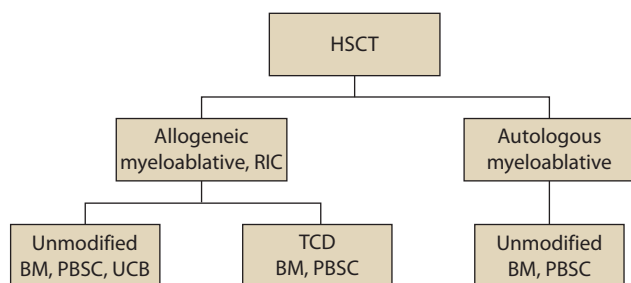 HSCT
Allogeneic
myeloablative, RIC
Autologous
myeloablative
Unmodified
BM, PBSC, UCB
TCD
BM, PBSC
Unmodified
BM, PBSC